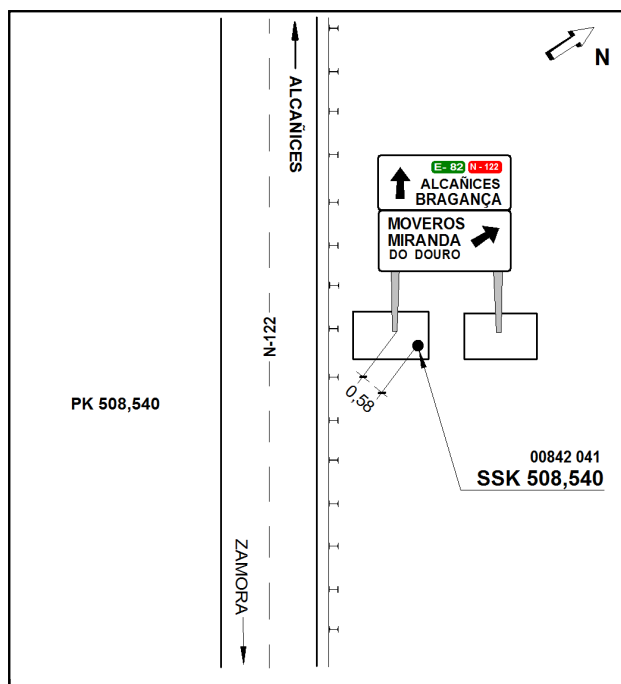 N
ALCAÑICES
E- 82 N - 122
ALCAÑICES
BRAGANÇA
MOVEROS
MIRANDA
DO DOURO
N-122
0,58
PK 508,540
00842 041
SSK 508,540
ZAMORA